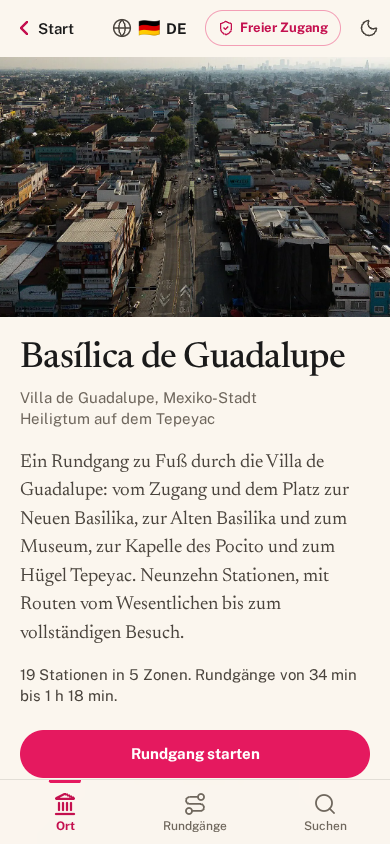 Start
DE
Freier Zugang
Basílica de Guadalupe
Villa de Guadalupe, Mexiko-Stadt
Heiligtum auf dem Tepeyac
Ein Rundgang zu Fuß durch die Villa de
Guadalupe: vom Zugang und dem Platz zur
Neuen Basilika, zur Alten Basilika und zum
Museum, zur Kapelle des Pocito und zum
Hügel Tepeyac. Neunzehn Stationen, mit
Routen vom Wesentlichen bis zum
vollständigen Besuch.
19 Stationen in 5 Zonen. Rundgänge von 34 min
bis 1 h 18 min.
Rundgang starten
Ort
Rundgänge
Suchen